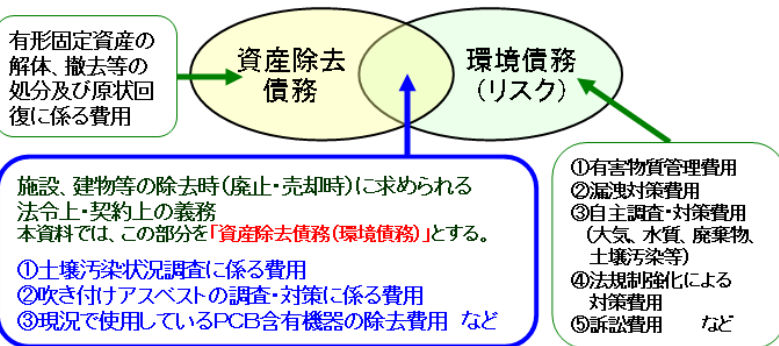 有形固定資産の
解体、撤去等の
処分及び原状回
復に係る費用
資産除去
債務
環境債務
（リスク）
施設、建物等の除去時（廃止・売却時）に求められる
法令上・契約上の義務
本資料では、この部分を「資産除去債務（環境債務）」とする。
①土壌汚染状況調査に係る費用
②吹き付けアスベストの調査・対策に係る費用
③現況で使用しているPCB含有機器の除去費用 など
①有害物質管理費用
②漏洩対策費用
③自主調査・対策費用
（大気、水質、廃棄物、
土壌汚染等）
④法規制強化による
対策費用
⑤訴訟費用 など